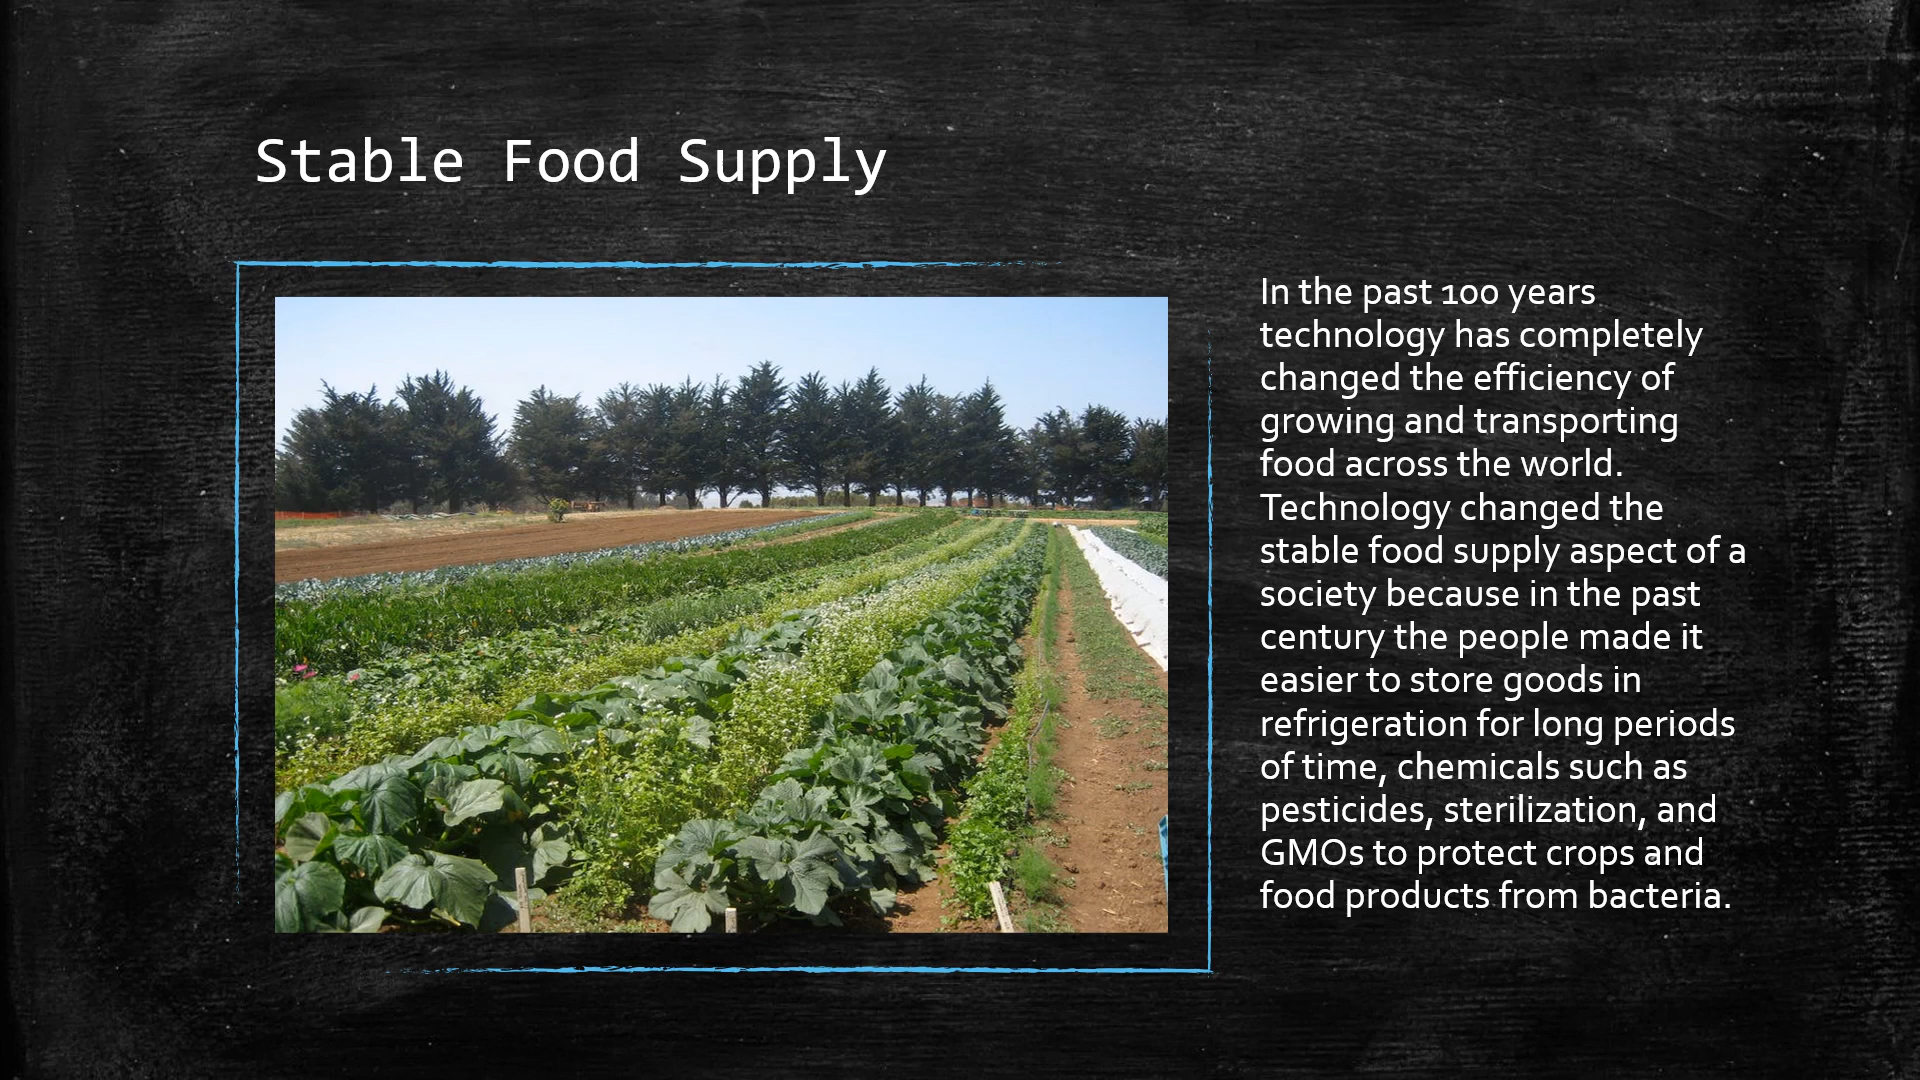 Stable Food Supply
In the past 100 years
technology has completely
changed the efficiency of
growing and transporting
food across the world.
Technology changed the
stable food supply aspect of a
society because in the past
century the people made it
easier to store goods in
refrigeration for long periods
of time, chemicals such as
pesticides, sterilization, and
GMOs to protect crops and
food products from bacteria.